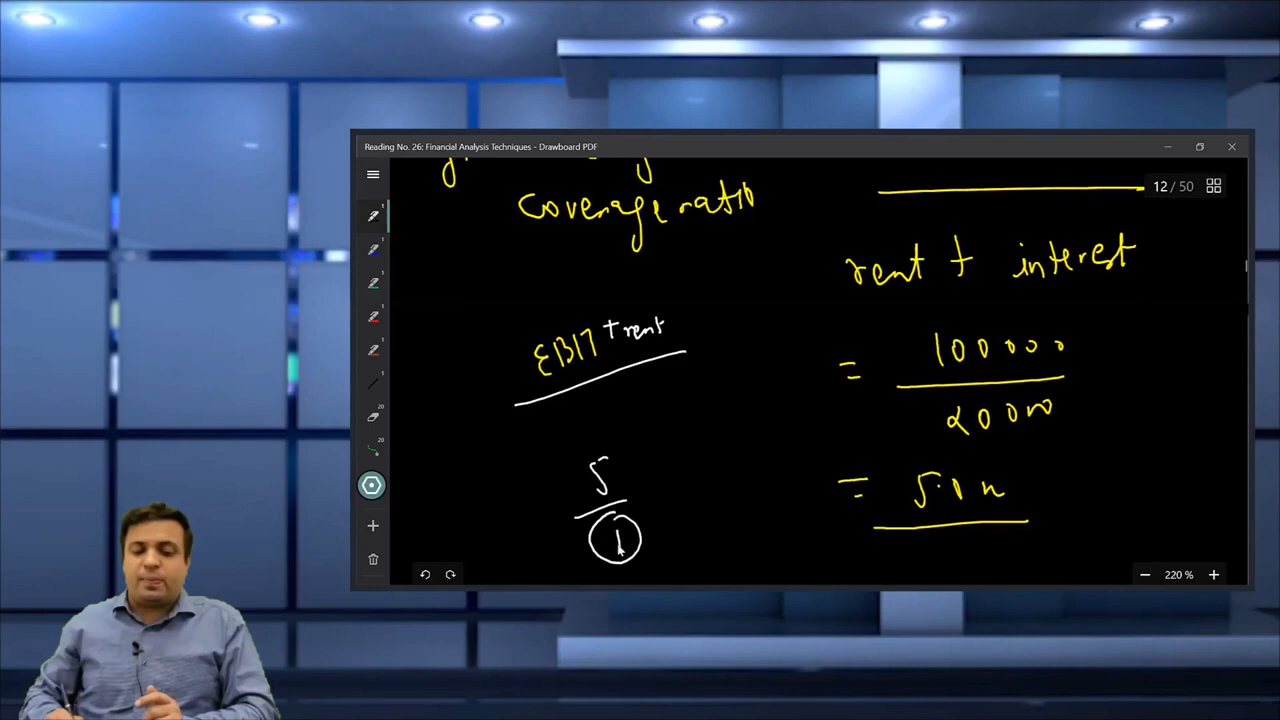 Reading No. 26: Financial Analysis Techniques - Drawboard PDF
12 / 50
coverage ratio
rent + interest
EBIT + rent
= 100000
20000
5
1
= 5.0x
220 %